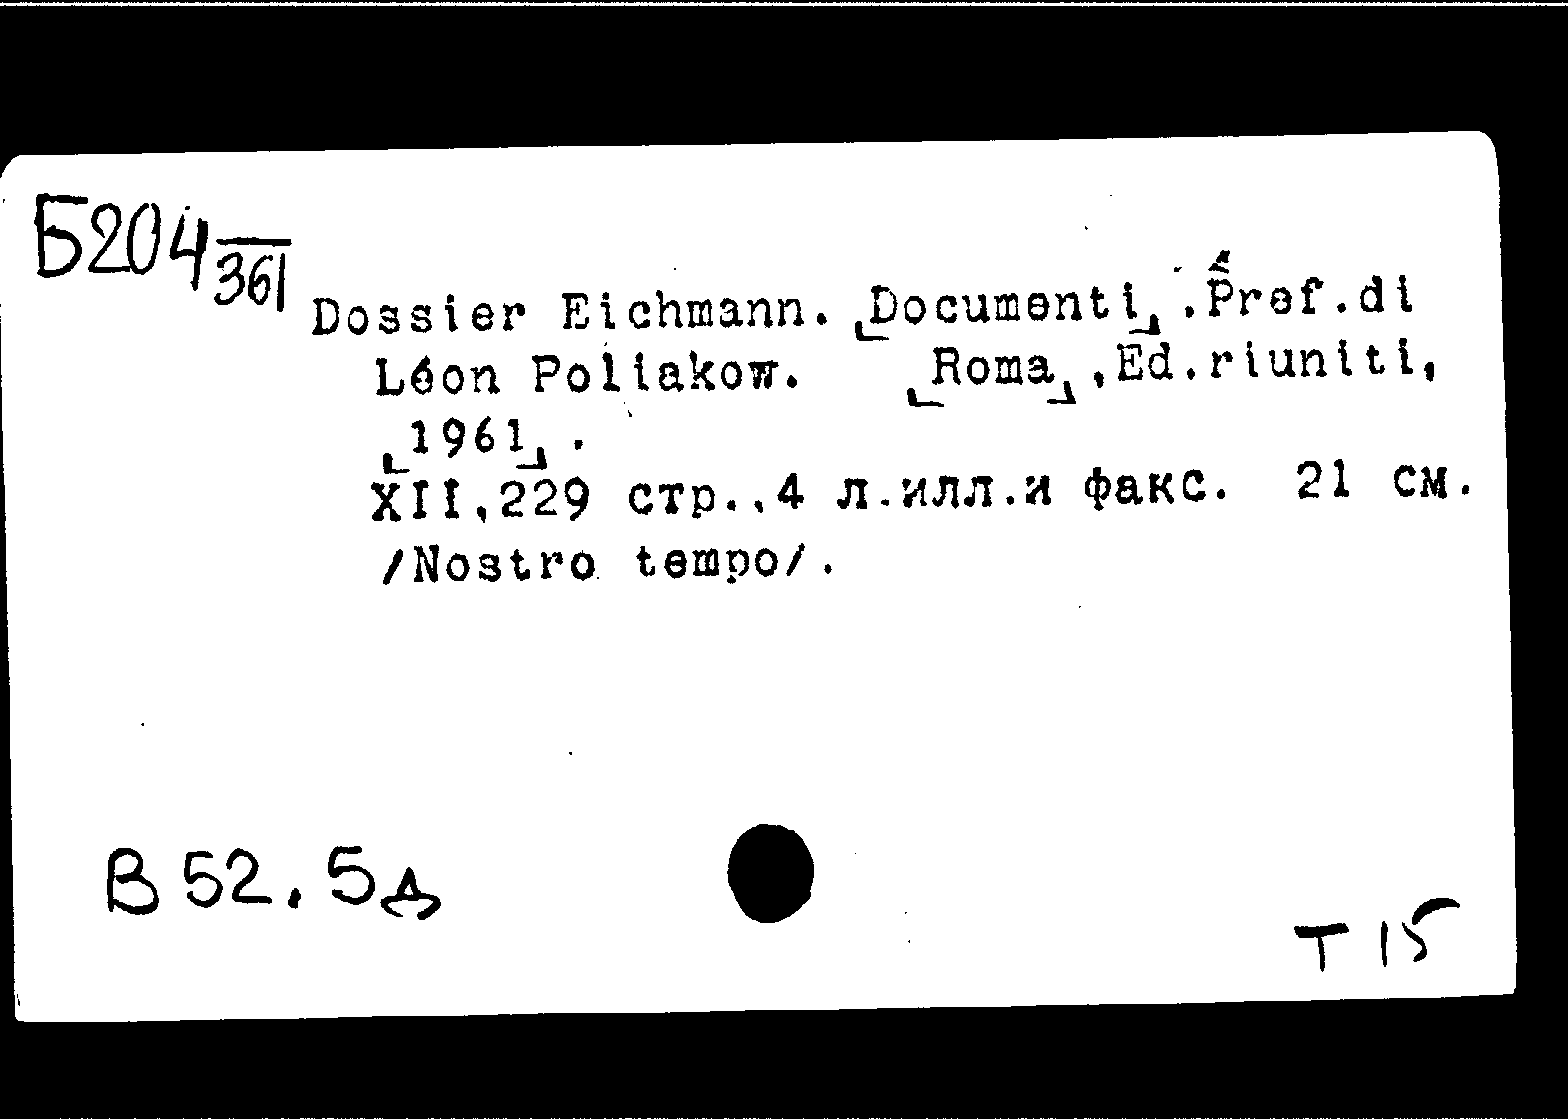 Б204
361
Dossier Eichmann. [Documenti]. Pref.di
Léon Poliakow. [Roma], Ed.riuniti,
[1961].
XII,229 стр.,4 л.илл.и факс. 21 см.
/Nostro tempo/.
В 52.5д
Т 15